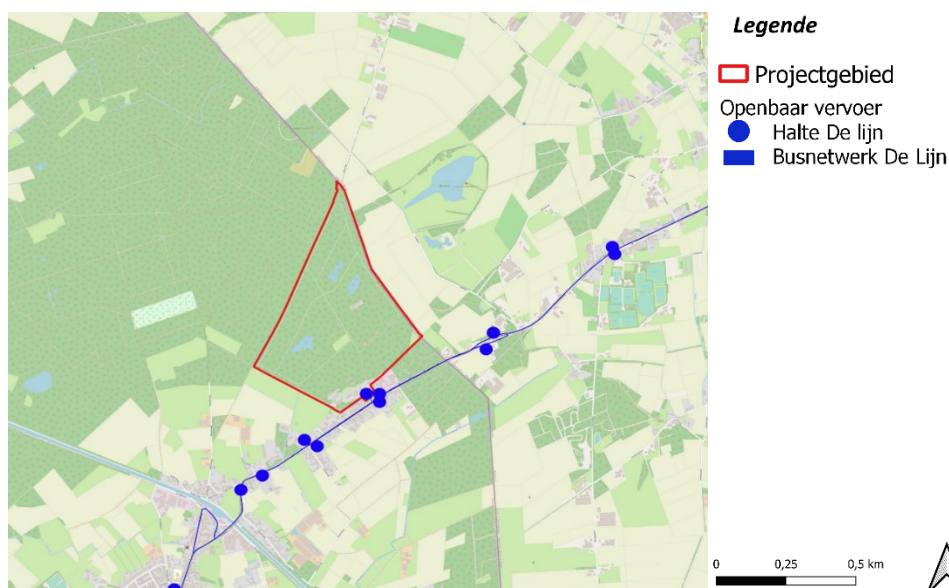 Legende
Projectgebied
Openbaar vervoer
Halte De lijn
Busnetwerk De Lijn
0 0,25 0,5 km